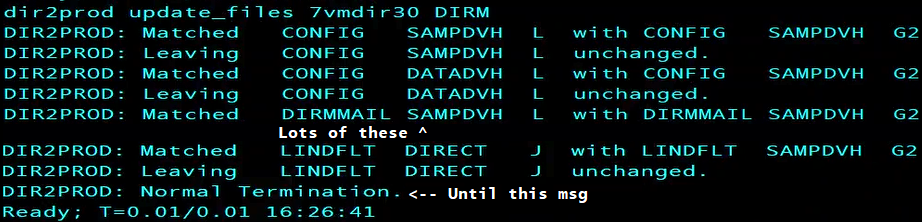 dir2prod update_files 7vmdir30 DIRM
DIR2PROD: Matched CONFIG SAMPDVH L with CONFIG SAMPDVH G2
DIR2PROD: Leaving CONFIG SAMPDVH L unchanged.
DIR2PROD: Matched CONFIG DATADVH L with CONFIG SAMPDVH G2
DIR2PROD: Leaving CONFIG DATADVH L unchanged.
DIR2PROD: Matched DIRMMAIL SAMPDVH L with DIRMMAIL SAMPDVH G2
Lots of these ^
DIR2PROD: Matched LINDFLT DIRECT J with LINDFLT SAMPDVH G2
DIR2PROD: Leaving LINDFLT DIRECT J unchanged.
DIR2PROD: Normal Termination. <-- Until this msg
Ready; T=0.01/0.01 16:26:41